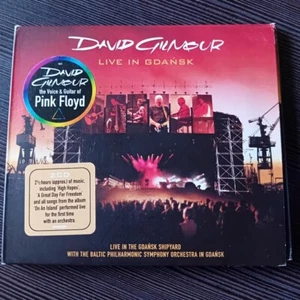 DAVID GILMOUR
LIVE IN GDAŃSK
DAVID
GILMOUR
the Voice & Guitar of
Pink Floyd
2CD
2½ hours (approx.) of music,
including 'High Hopes',
'A Great Day For Freedom'
and all songs from the album
'On An Island' performed live
for the first time
with an orchestra
LIVE IN THE GDAŃSK SHIPYARD
WITH THE BALTIC PHILHARMONIC SYMPHONY ORCHESTRA IN GDAŃSK